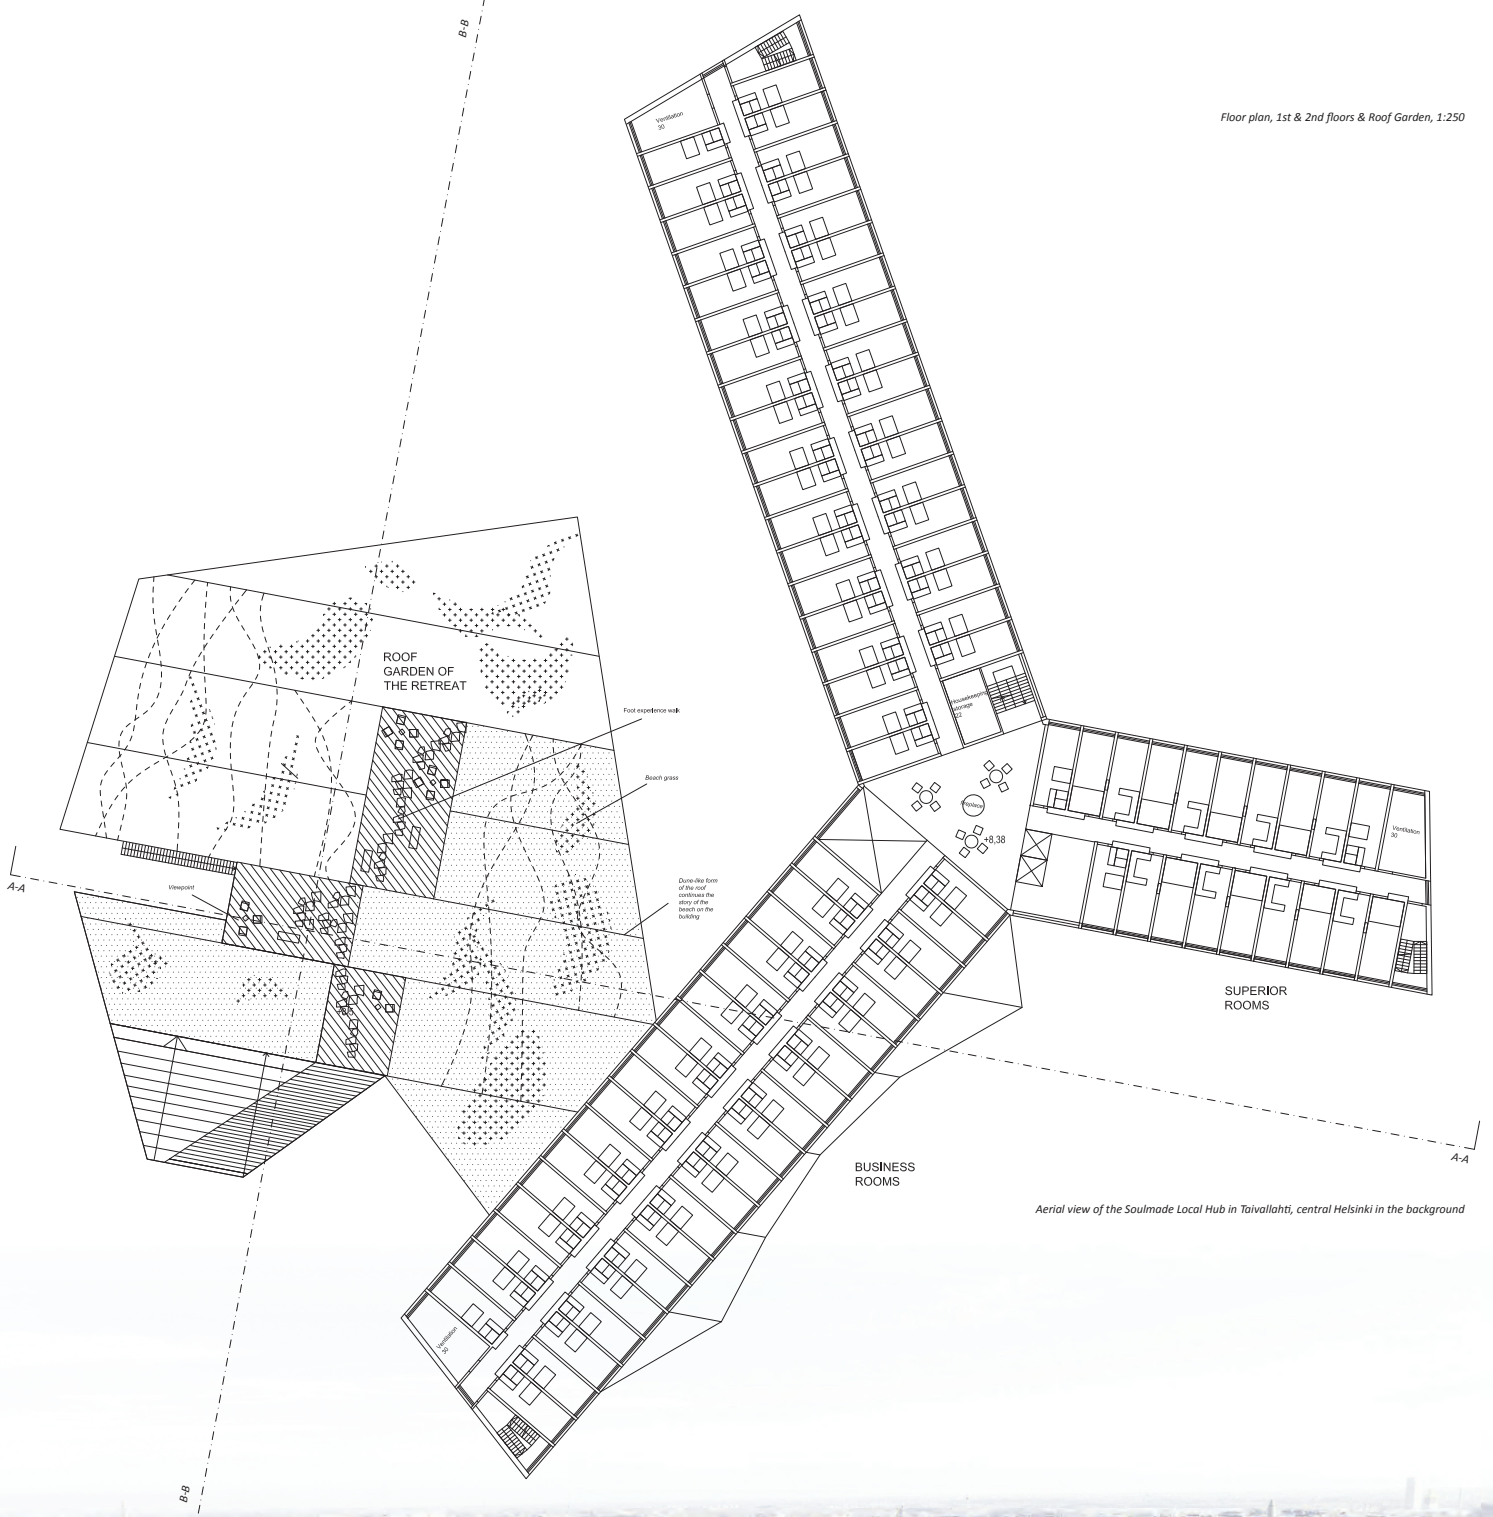 B-B
Floor plan, 1st & 2nd floors & Roof Garden, 1:250
Ventilation
30
ROOF
GARDEN OF
THE RETREAT
Foot experience walk
Housekeeping
storage
22
Beach grass
fireplace
+8,38
Ventilation
30
A-A
Viewpoint
Dune-like form
of the roof
continues the
story of the
beach on the
building
SUPERIOR
ROOMS
BUSINESS
ROOMS
A-A
Aerial view of the Soulmade Local Hub in Taivallahti, central Helsinki in the background
Ventilation
30
B-B